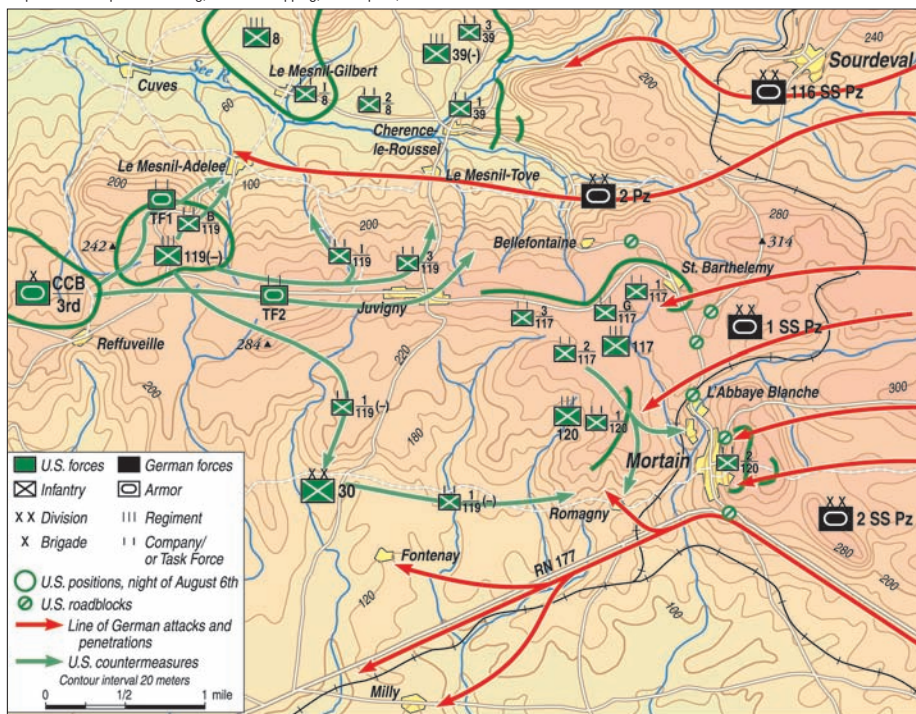 8
3
39
39(-)
240
Sourdeval
See R.
Le Mesnil-Gilbert
Cuves
60
1
8
2
8
1
39
200
116 SS Pz
Cherence-
le-Roussel
Le Mesnil-Adelee
200
100
Le Mesnil-Tove
2 Pz
TF1
B
119
200
280
242
119(–)
1
119
3
119
Bellefontaine
314
St. Barthelemy
CCB
3rd
TF2
Juvigny
1
117
G
117
3
117
117
1 SS Pz
Reffuveille
284
220
2
117
L'Abbaye Blanche
300
200
1
119
(–)
180
120
1
120
Mortain
2
120
30
1
119
(–)
Romagny
2 SS Pz
280
Fontenay
RN 177
200
120
100
Milly
U.S. forces
German forces
Infantry
Armor
X X
Division
III
Regiment
X
Brigade
I I
Company/
or Task Force
U.S. positions, night of August 6th
U.S. roadblocks
Line of German attacks and
penetrations
U.S. countermeasures
Contour interval 20 meters
0
1/2
1 mile